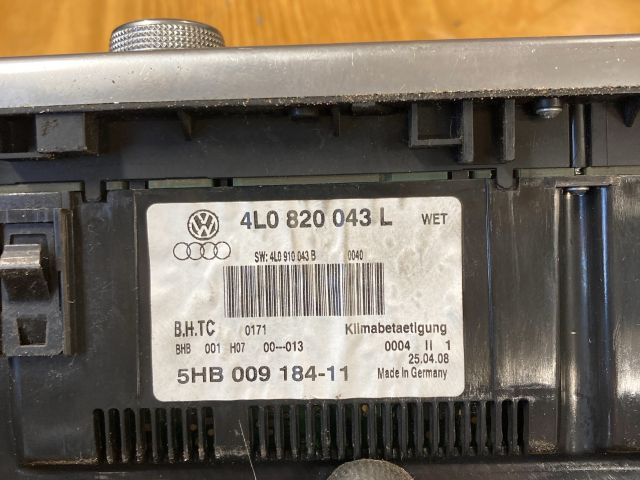 4L0 820 043 L WET
SW: 4L0 910 043 B 0040
B.H.TC 0171 Klimabetaetigung
BHB 001 H07 00---013 0004 II 1
25.04.08
5HB 009 184-11 Made in Germany